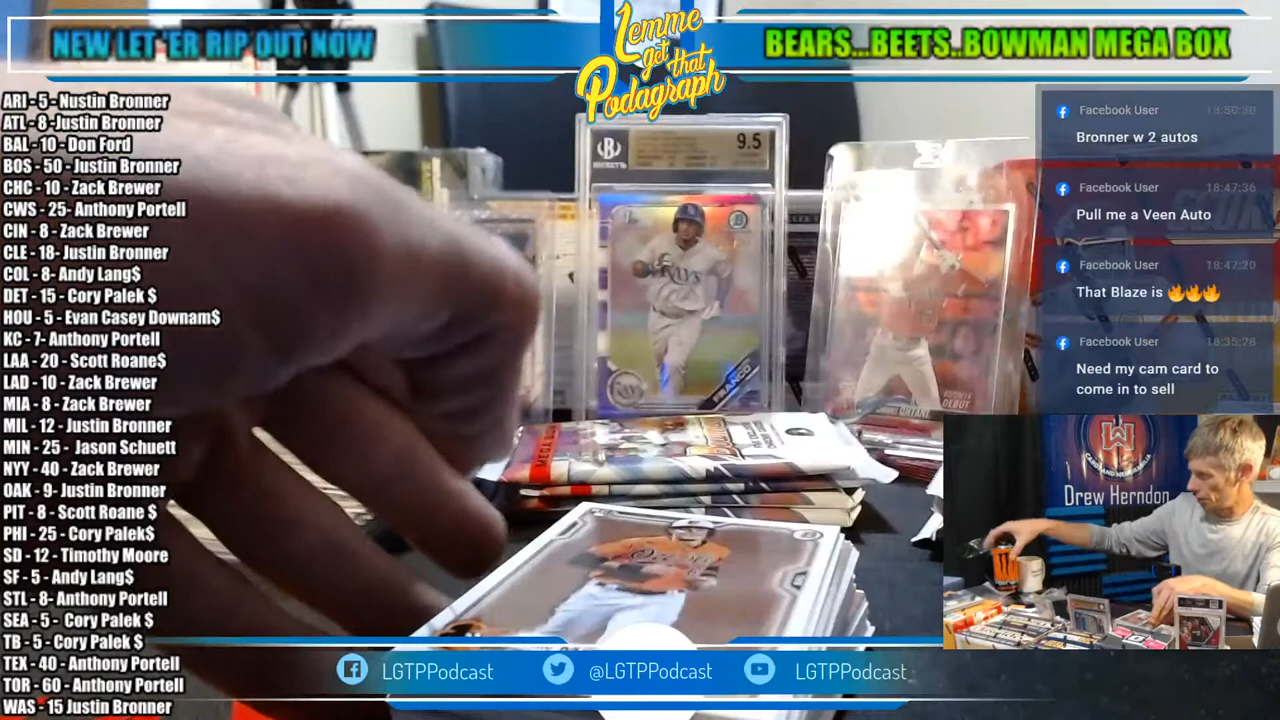 NEW LET 'ER RIP OUT NOW
Lemme
get that
Podagraph
BEARS...BEETS..BOWMAN MEGA BOX
ARI - 5 - Nustin Bronner
ATL - 8 -Justin Bronner
BAL - 10 - Don Ford
BOS - 50 - Justin Bronner
CHC - 10 - Zack Brewer
CWS - 25- Anthony Portell
CIN - 8 - Zack Brewer
CLE - 18- Justin Bronner
COL - 8- Andy Lang$
DET - 15 - Cory Palek $
HOU - 5 - Evan Casey Downam$
KC - 7- Anthony Portell
LAA - 20 - Scott Roane$
LAD - 10 - Zack Brewer
MIA - 8 - Zack Brewer
MIL - 12 - Justin Bronner
MIN - 25 - Jason Schuett
NYY - 40 - Zack Brewer
OAK - 9- Justin Bronner
PIT - 8 - Scott Roane $
PHI - 25 - Cory Palek$
SD - 12 - Timothy Moore
SF - 5 - Andy Lang$
STL - 8- Anthony Portell
SEA - 5 - Cory Palek $
TB - 5 - Cory Palek $
TEX - 40 - Anthony Portell
TOR - 60 - Anthony Portell
WAS - 15 Justin Bronner
9.5
RAYS
FRANCO
DEBUT
Facebook User 18:50:30
Bronner w 2 autos
Facebook User 18:47:36
Pull me a Veen Auto
Facebook User 18:47:20
That Blaze is 🔥🔥🔥
Facebook User 18:35:28
Need my cam card to
come in to sell
Drew Herndon
LGTPPodcast
@LGTPPodcast
LGTPPodcast